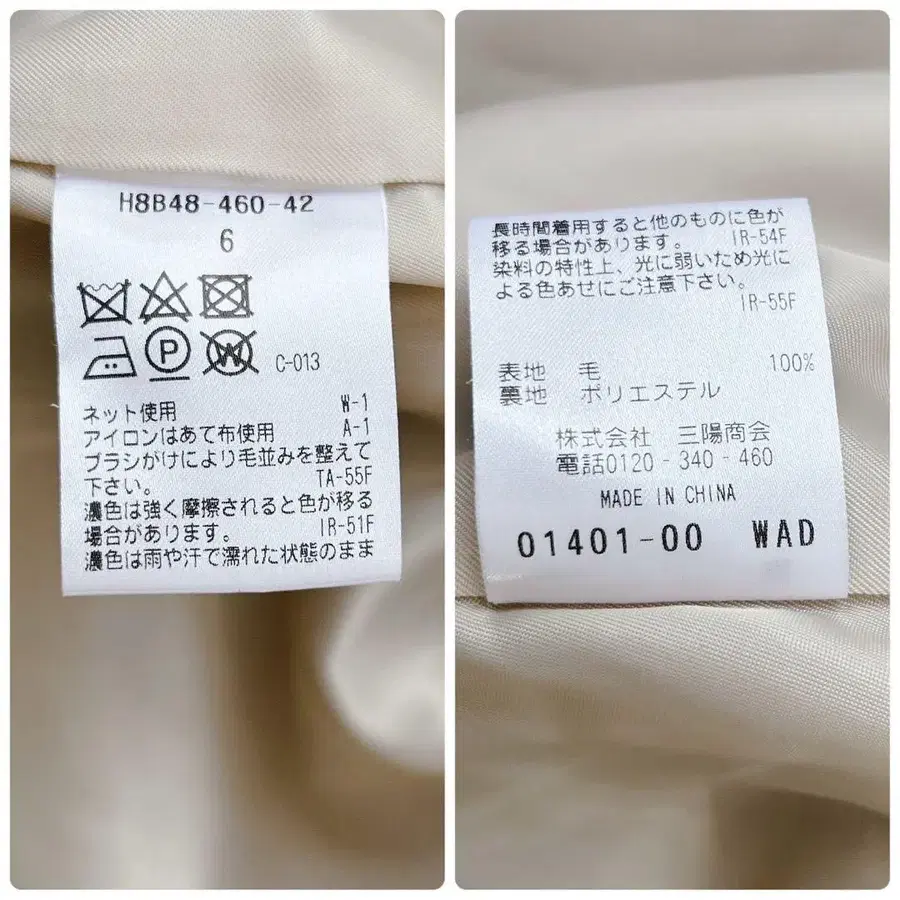 H8B48-460-42
6
P
W
C-013
ネット使用 W-1
アイロンはあて布使用 A-1
ブラシがけにより毛並みを整えて
下さい。 TA-55F
濃色は強く摩擦されると色が移る
場合があります。 IR-51F
濃色は雨や汗で濡れた状態のまま
長時間着用すると他のものに色が
移る場合があります。 IR-54F
染料の特性上、光に弱いため光に
よる色あせにご注意下さい。
IR-55F
表地 毛 100%
裏地 ポリエステル
株式会社 三陽商会
電話0120-340-460
MADE IN CHINA
01401-00 WAD